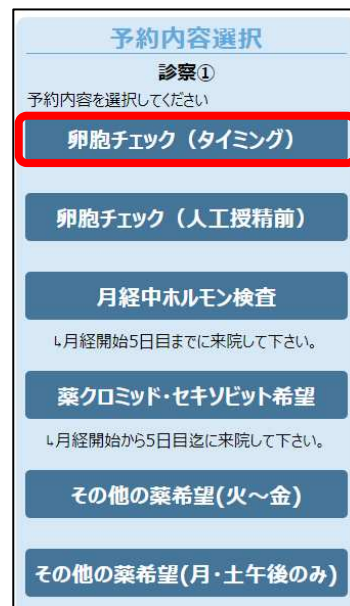 予約内容選択
診察①
予約内容を選択してください
卵胞チェック（タイミング）
卵胞チェック（人工授精前）
月経中ホルモン検査
↳月経開始5日目までに来院して下さい。
薬クロミッド・セキソビット希望
↳月経開始から5日目迄に来院して下さい。
その他の薬希望(火～金)
その他の薬希望(月・土午後のみ)